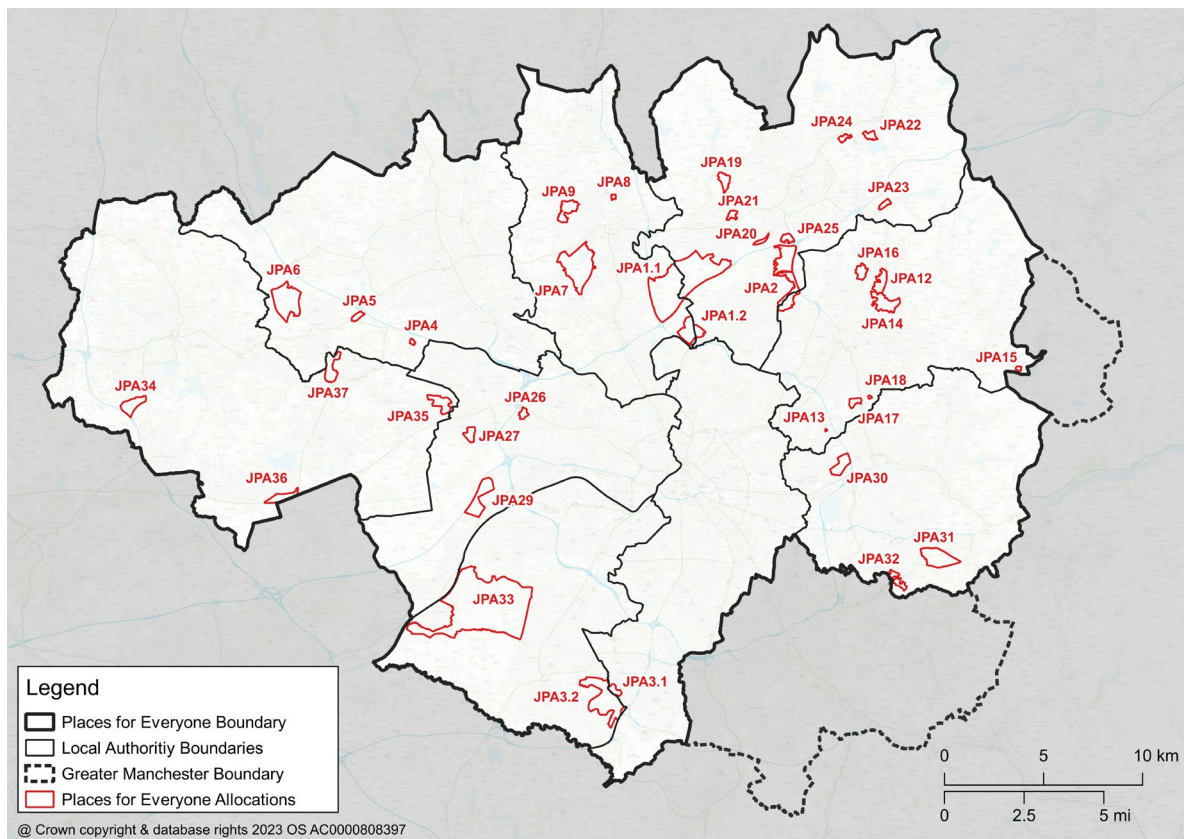 JPA24
JPA22
JPA19
JPA9
JPA8
JPA21
JPA23
JPA20
JPA25
JPA16
JPA6
JPA1.1
JPA12
JPA7
JPA2
JPA5
JPA14
JPA1.2
JPA4
JPA15
JPA37
JPA34
JPA18
JPA26
JPA35
JPA13
JPA17
JPA27
JPA36
JPA30
JPA29
JPA31
JPA32
JPA33
JPA3.1
JPA3.2
Legend
Places for Everyone Boundary
Local Authoritiy Boundaries
Greater Manchester Boundary
Places for Everyone Allocations
0 5 10 km
0 2.5 5 mi
@ Crown copyright & database rights 2023 OS AC0000808397